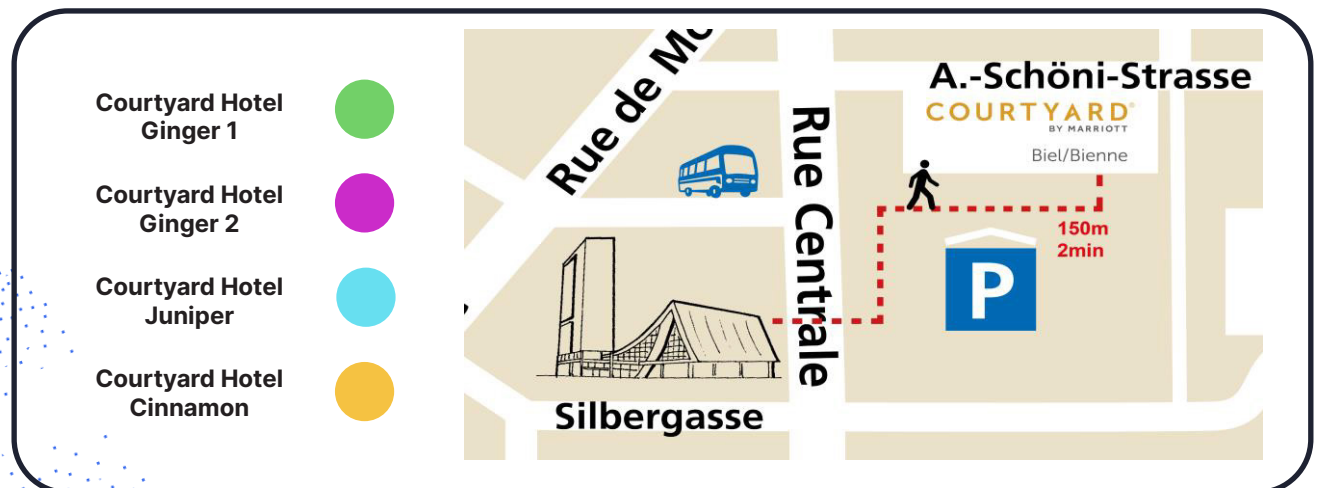 Courtyard Hotel
Ginger 1
Courtyard Hotel
Ginger 2
Courtyard Hotel
Juniper
Courtyard Hotel
Cinnamon
Rue de
A.-Schöni-Strasse
COURTYARD®
BY MARRIOTT
Biel/Bienne
Rue Centrale
150m
2min
P
Silbergasse